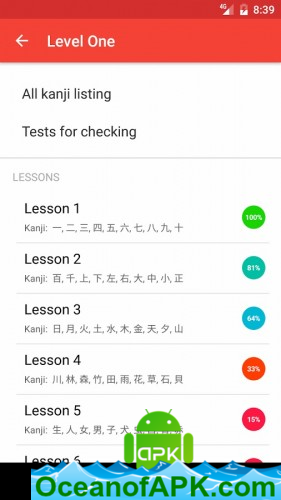 4G 8:39
Level One
All kanji listing
Tests for checking
LESSONS
Lesson 1
Kanji: 一, 二, 三, 四, 五, 六, 七, 八, 九, 十
100%
Lesson 2
Kanji: 百, 千, 上, 下, 左, 右, 大, 中, 小, 正
81%
Lesson 3
Kanji: 日, 月, 火, 土, 水, 木, 金, 天, 夕, 山
64%
Lesson 4
Kanji: 川, 林, 森, 竹, 田, 雨, 花, 草, 石, 貝
33%
Lesson 5
Kanji: 生, 人, 女, 男, 子, 犬,
15%
Lesson 6
APK
OceanofAPK.com